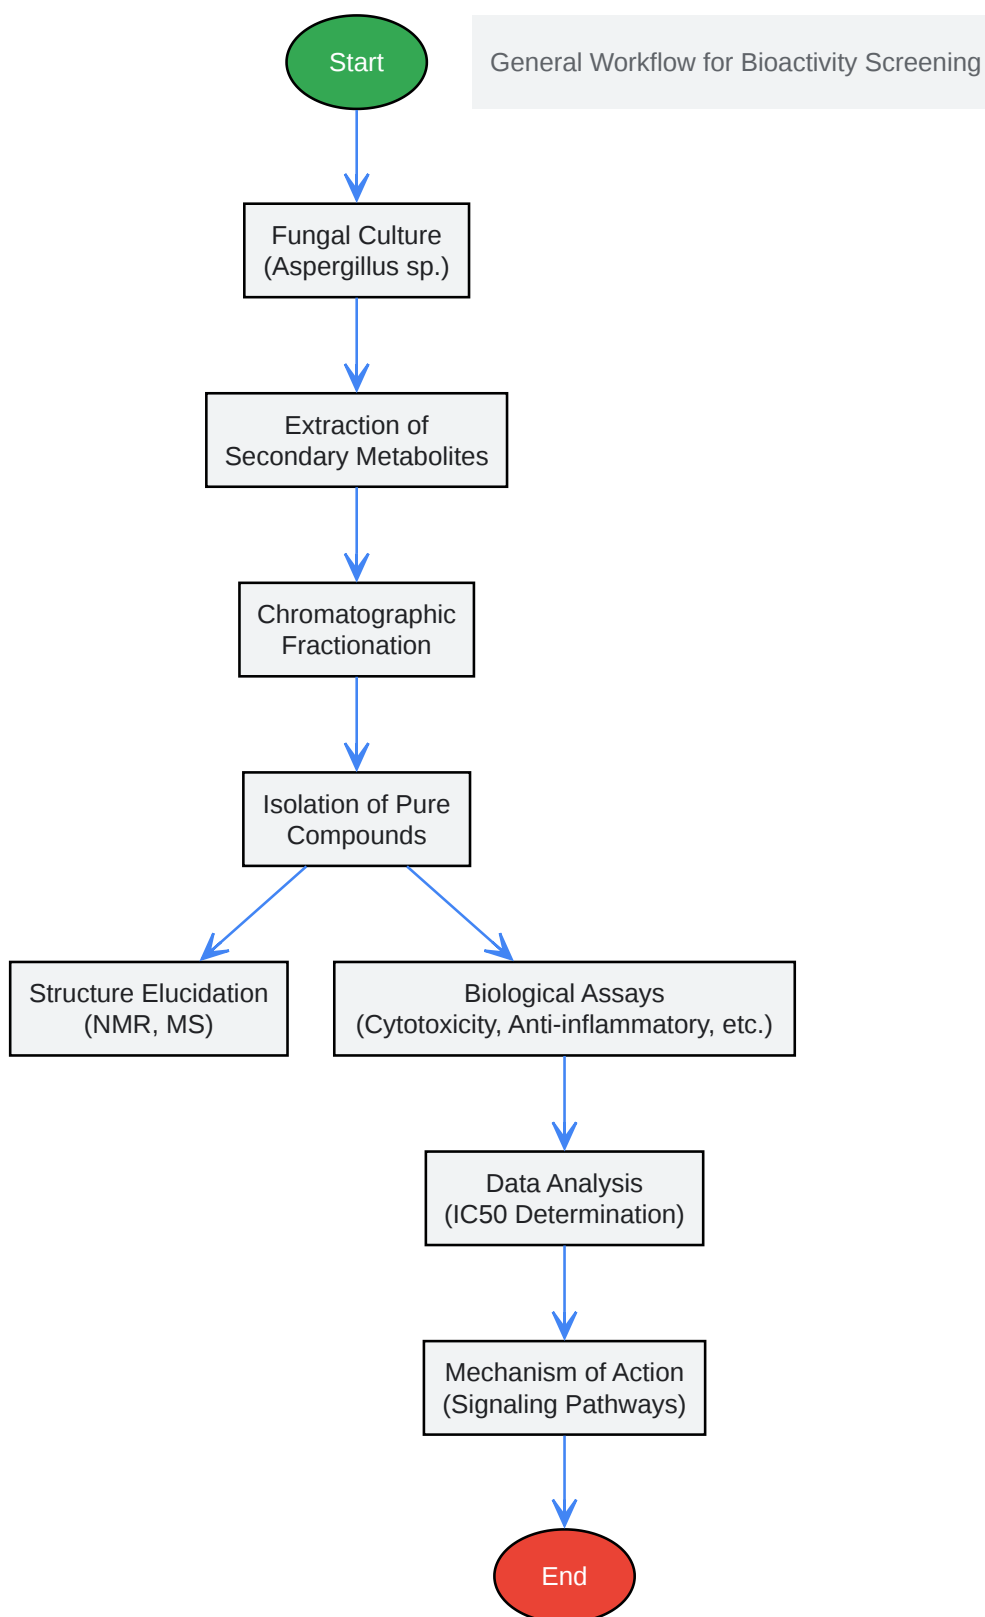 Start
General Workflow for Bioactivity Screening
Fungal Culture
(Aspergillus sp.)
Extraction of
Secondary Metabolites
Chromatographic
Fractionation
Isolation of Pure
Compounds
Structure Elucidation
(NMR, MS)
Biological Assays
(Cytotoxicity, Anti-inflammatory, etc.)
Data Analysis
(IC50 Determination)
Mechanism of Action
(Signaling Pathways)
End